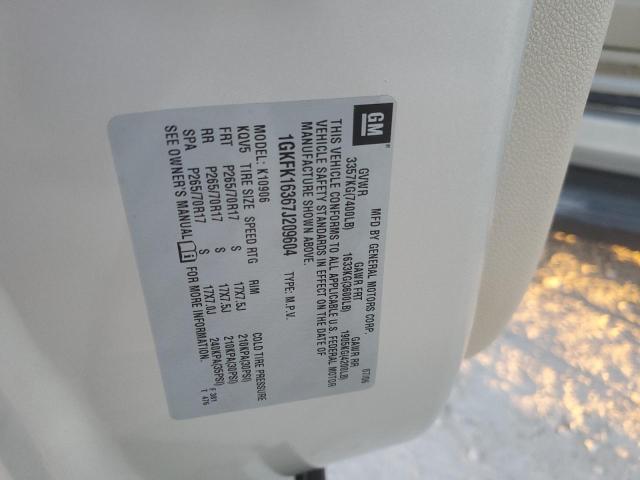 GM
MFD BY GENERAL MOTORS CORP. 07/06
GVWR GAWR FRT GAWR RR
3357KG(7400LB) 1633KG(3600LB) 1905KG(4200LB)
THIS VEHICLE CONFORMS TO ALL APPLICABLE U.S. FEDERAL MOTOR
VEHICLE SAFETY STANDARDS IN EFFECT ON THE DATE OF
MANUFACTURE SHOWN ABOVE.
1GKFK16367J209604 TYPE: M.P.V.
MODEL: K10906
KQV5 TIRE SIZE SPEED RTG RIM COLD TIRE PRESSURE
FRT P265/70R17 S 17X7.5J 210KPA(30PSI)
RR P265/70R17 S 17X7.5J 210KPA(30PSI)
SPA P265/70R17 S 17X7.0J 240KPA(35PSI)
SEE OWNER'S MANUAL FOR MORE INFORMATION.
F 381
T 476